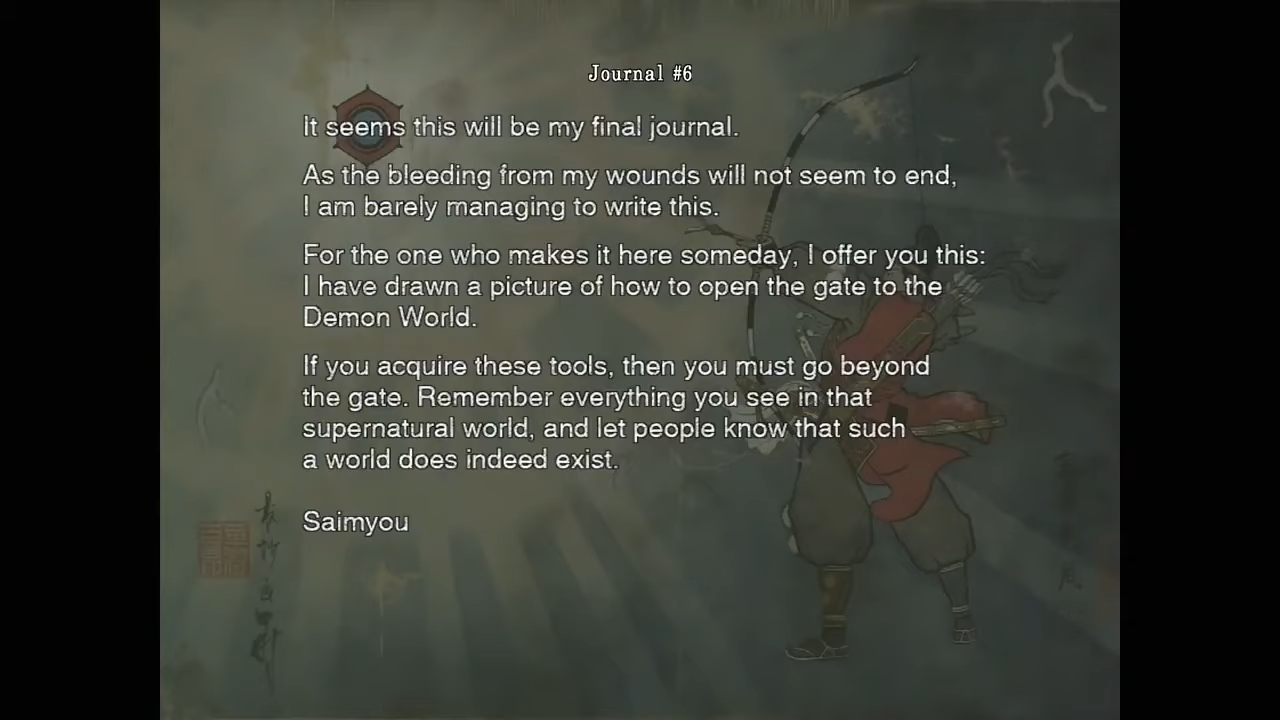 Journal #6
It seems this will be my final journal.
As the bleeding from my wounds will not seem to end,
I am barely managing to write this.
For the one who makes it here someday, I offer you this:
I have drawn a picture of how to open the gate to the
Demon World.
If you acquire these tools, then you must go beyond
the gate. Remember everything you see in that
supernatural world, and let people know that such
a world does indeed exist.
Saimyou